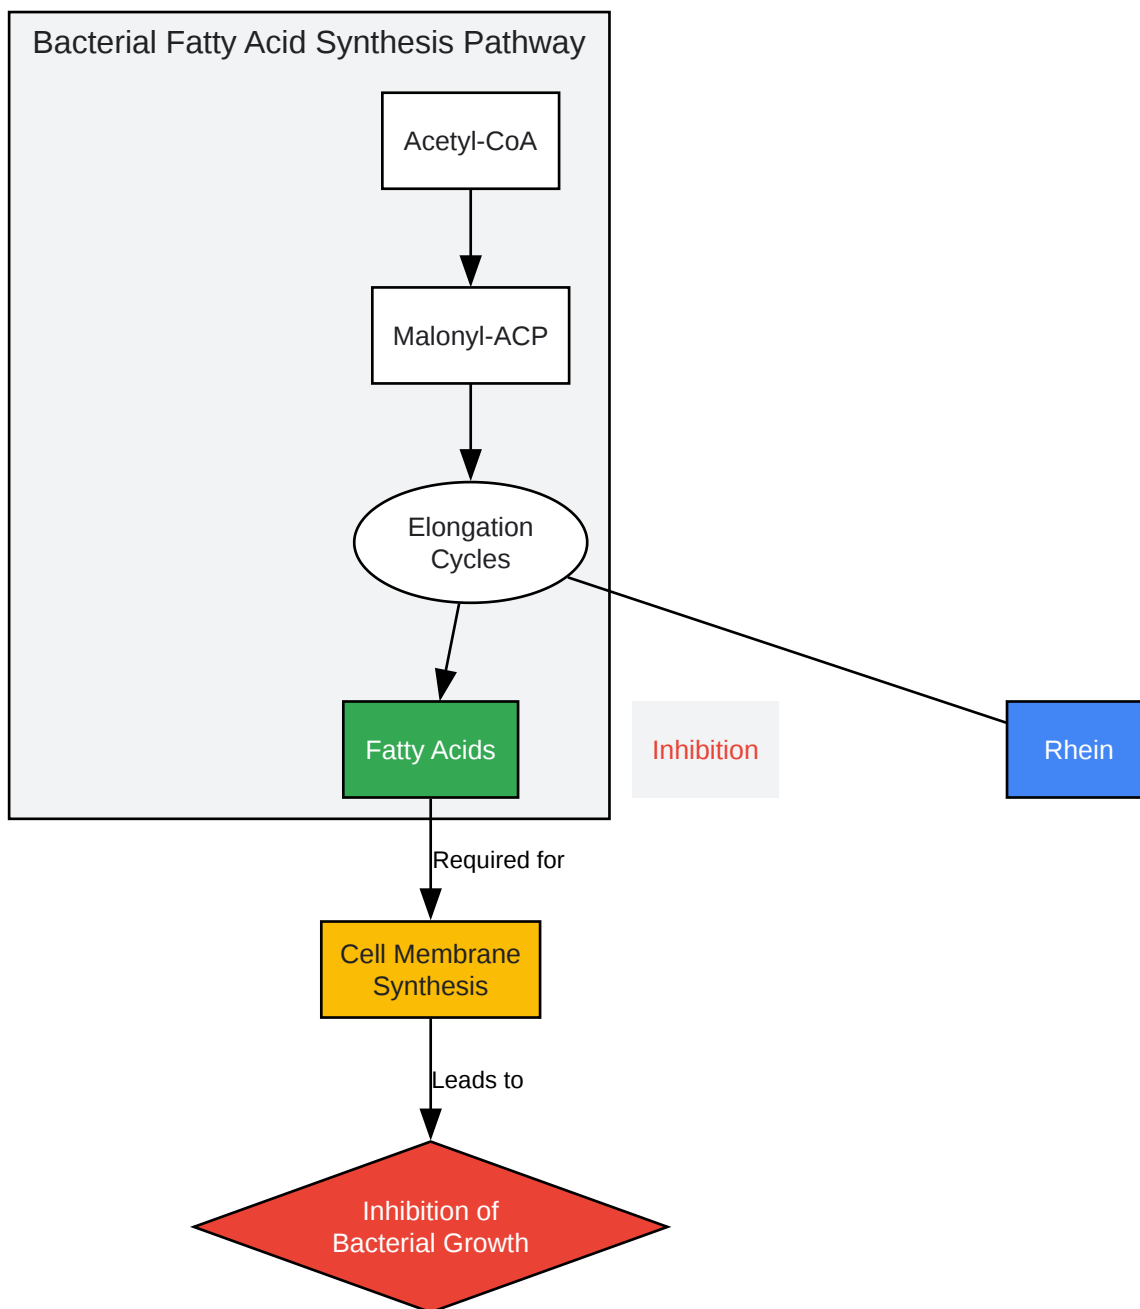 Bacterial Fatty Acid Synthesis Pathway
Acetyl-CoA
Malonyl-ACP
Elongation
Cycles
Fatty Acids
Inhibition
Rhein
Required for
Cell Membrane
Synthesis
Leads to
Inhibition of
Bacterial Growth